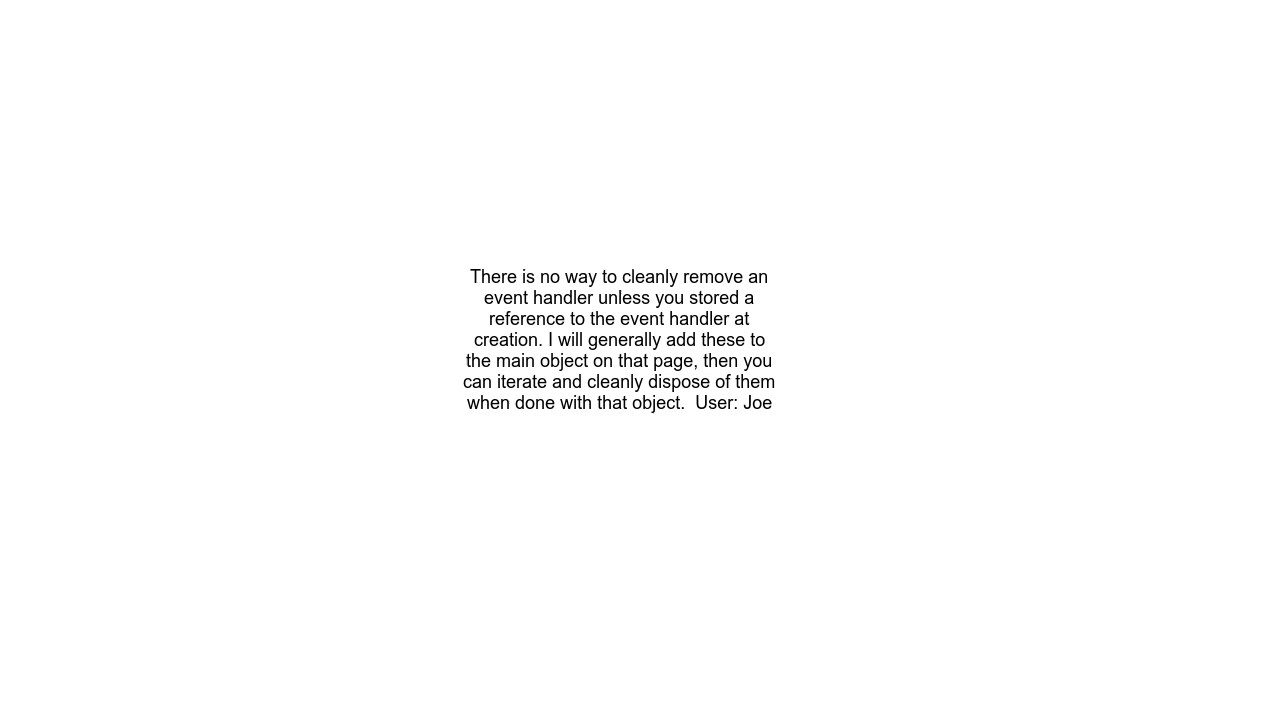 There is no way to cleanly remove an
event handler unless you stored a
reference to the event handler at
creation. I will generally add these to
the main object on that page, then you
can iterate and cleanly dispose of them
when done with that object.  User: Joe